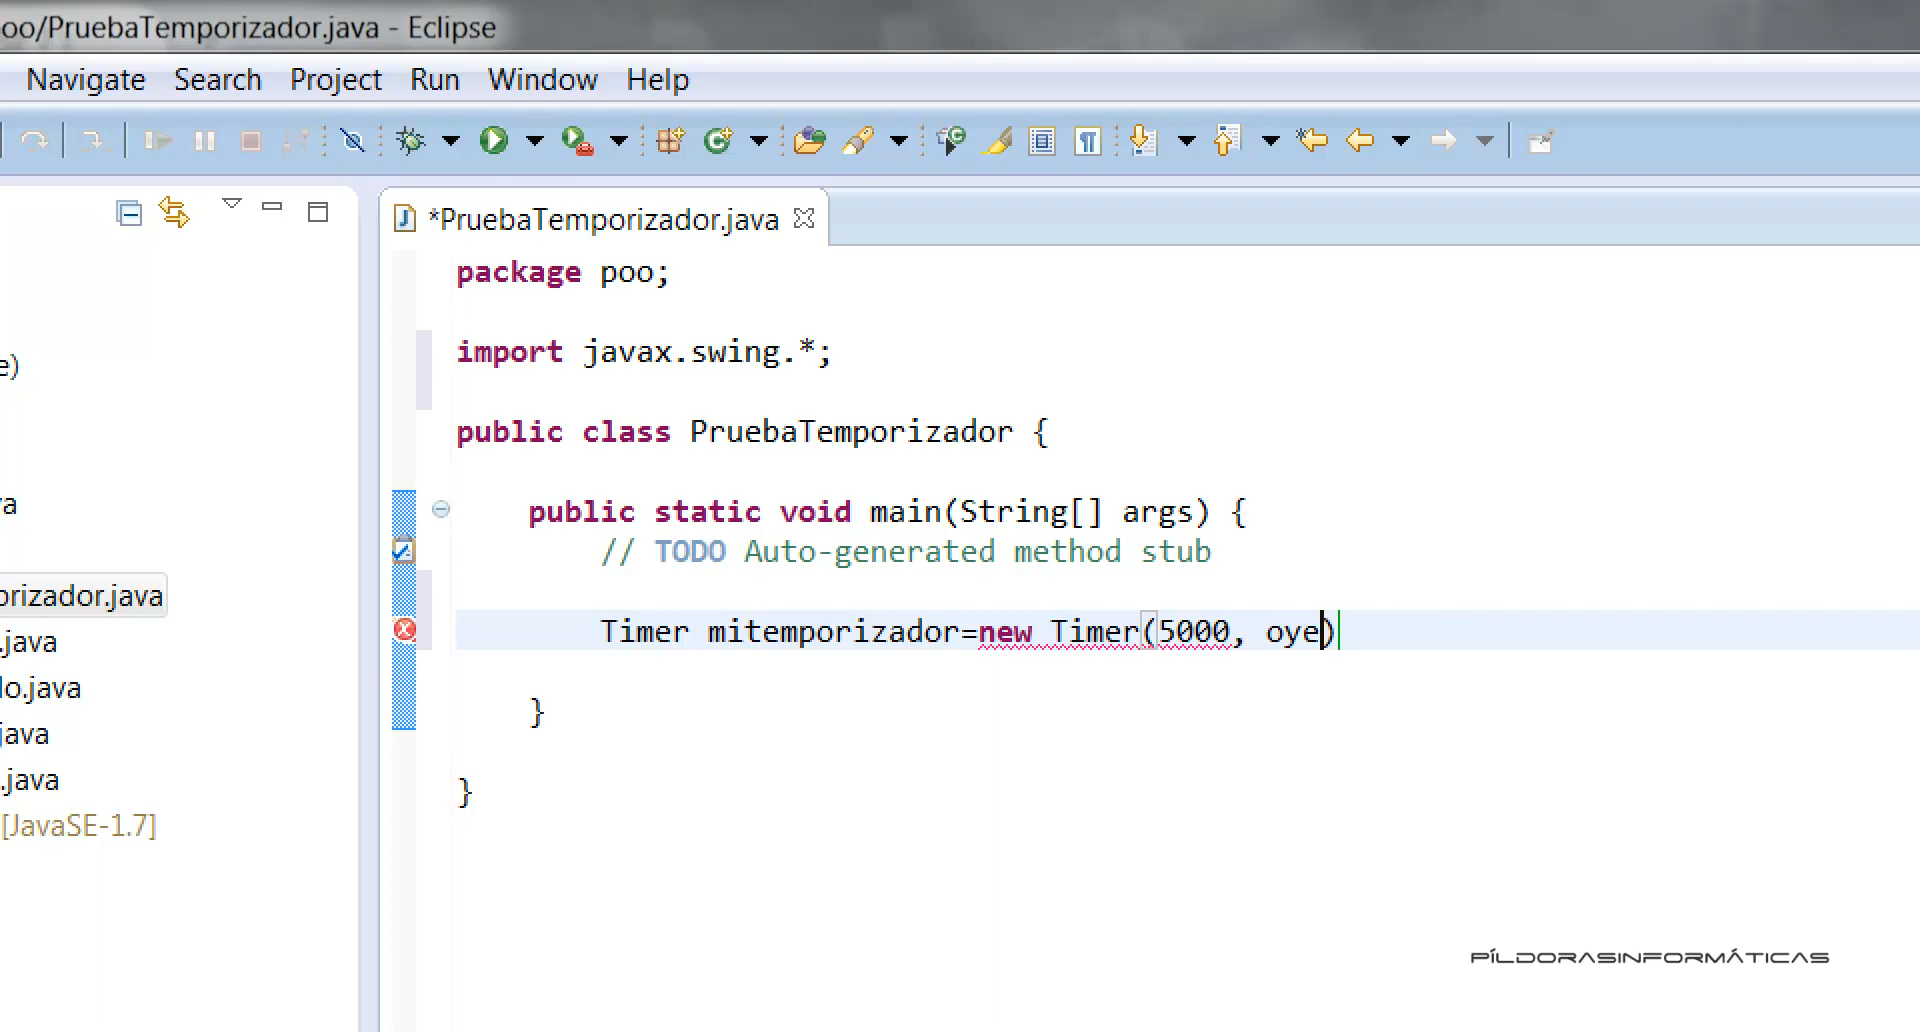 oo/PruebaTemporizador.java - Eclipse
Navigate Search Project Run Window Help
*PruebaTemporizador.java
package poo;
import javax.swing.*;
e)
public class PruebaTemporizador {
va
public static void main(String[] args) {
// TODO Auto-generated method stub
orizador.java
Timer mitemporizador=new Timer(5000, oye)
.java
lo.java
}
java
.java
}
[JavaSE-1.7]
PÍLDORASINFORMÁTICAS